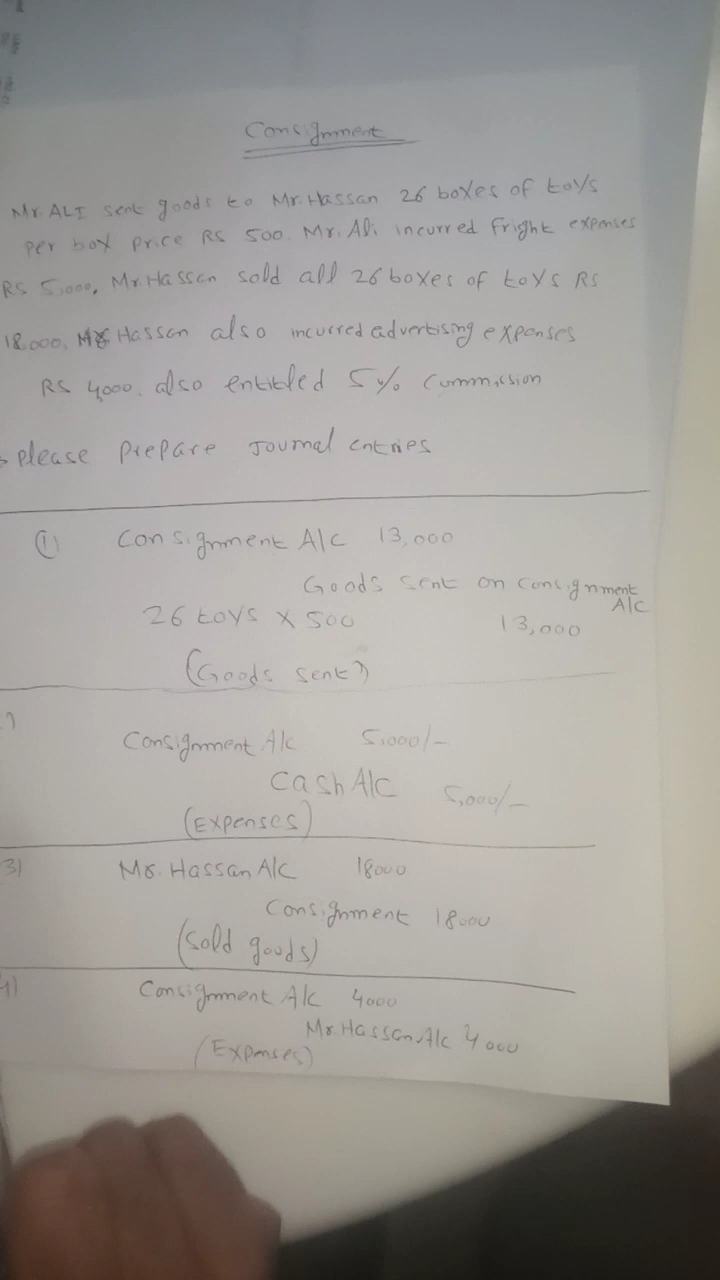 Consignment
Mr. ALI sent goods to Mr. Hassan 26 boxes of toys
per box price RS 500. Mr. Ali incurred fright expenses
RS 5,000, Mr. Hassan sold all 26 boxes of toys RS
18,000, Mr Hassan also incurred advertising expenses
RS 4,000. also entitled 5% commission
please prepare Journal entries
① Consignment A/C 13,000
Goods sent on consignment
A/C
26 toys x 500 13,000
(Goods sent)
Consignment A/c 5,000/-
Cash A/C 5,000/-
(Expenses)
3) Mr. Hassan A/C 18000
Consignment 18000
(Sold goods)
4) Consignment A/c 4000
Mr. Hassan A/c 4000
(Expenses)